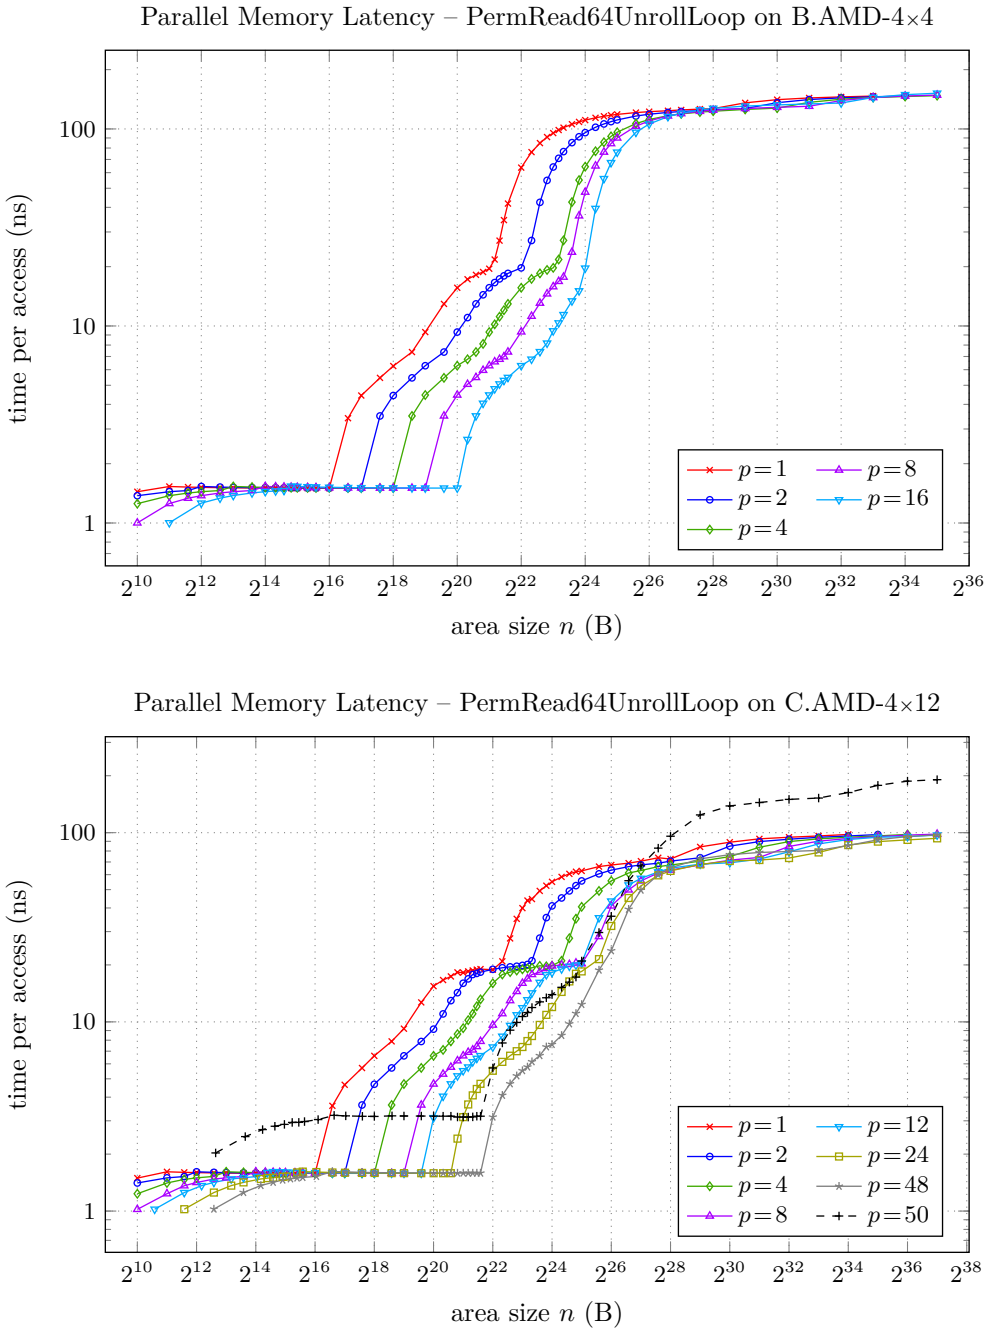 Parallel Memory Latency – PermRead64UnrollLoop on B.AMD-4×4
time per access (ns)
100
10
1
2^10 2^12 2^14 2^16 2^18 2^20 2^22 2^24 2^26 2^28 2^30 2^32 2^34 2^36
area size n (B)
p=1 p=8
p=2 p=16
p=4
Parallel Memory Latency – PermRead64UnrollLoop on C.AMD-4×12
time per access (ns)
100
10
1
2^10 2^12 2^14 2^16 2^18 2^20 2^22 2^24 2^26 2^28 2^30 2^32 2^34 2^36 2^38
area size n (B)
p=1 p=12
p=2 p=24
p=4 p=48
p=8 p=50